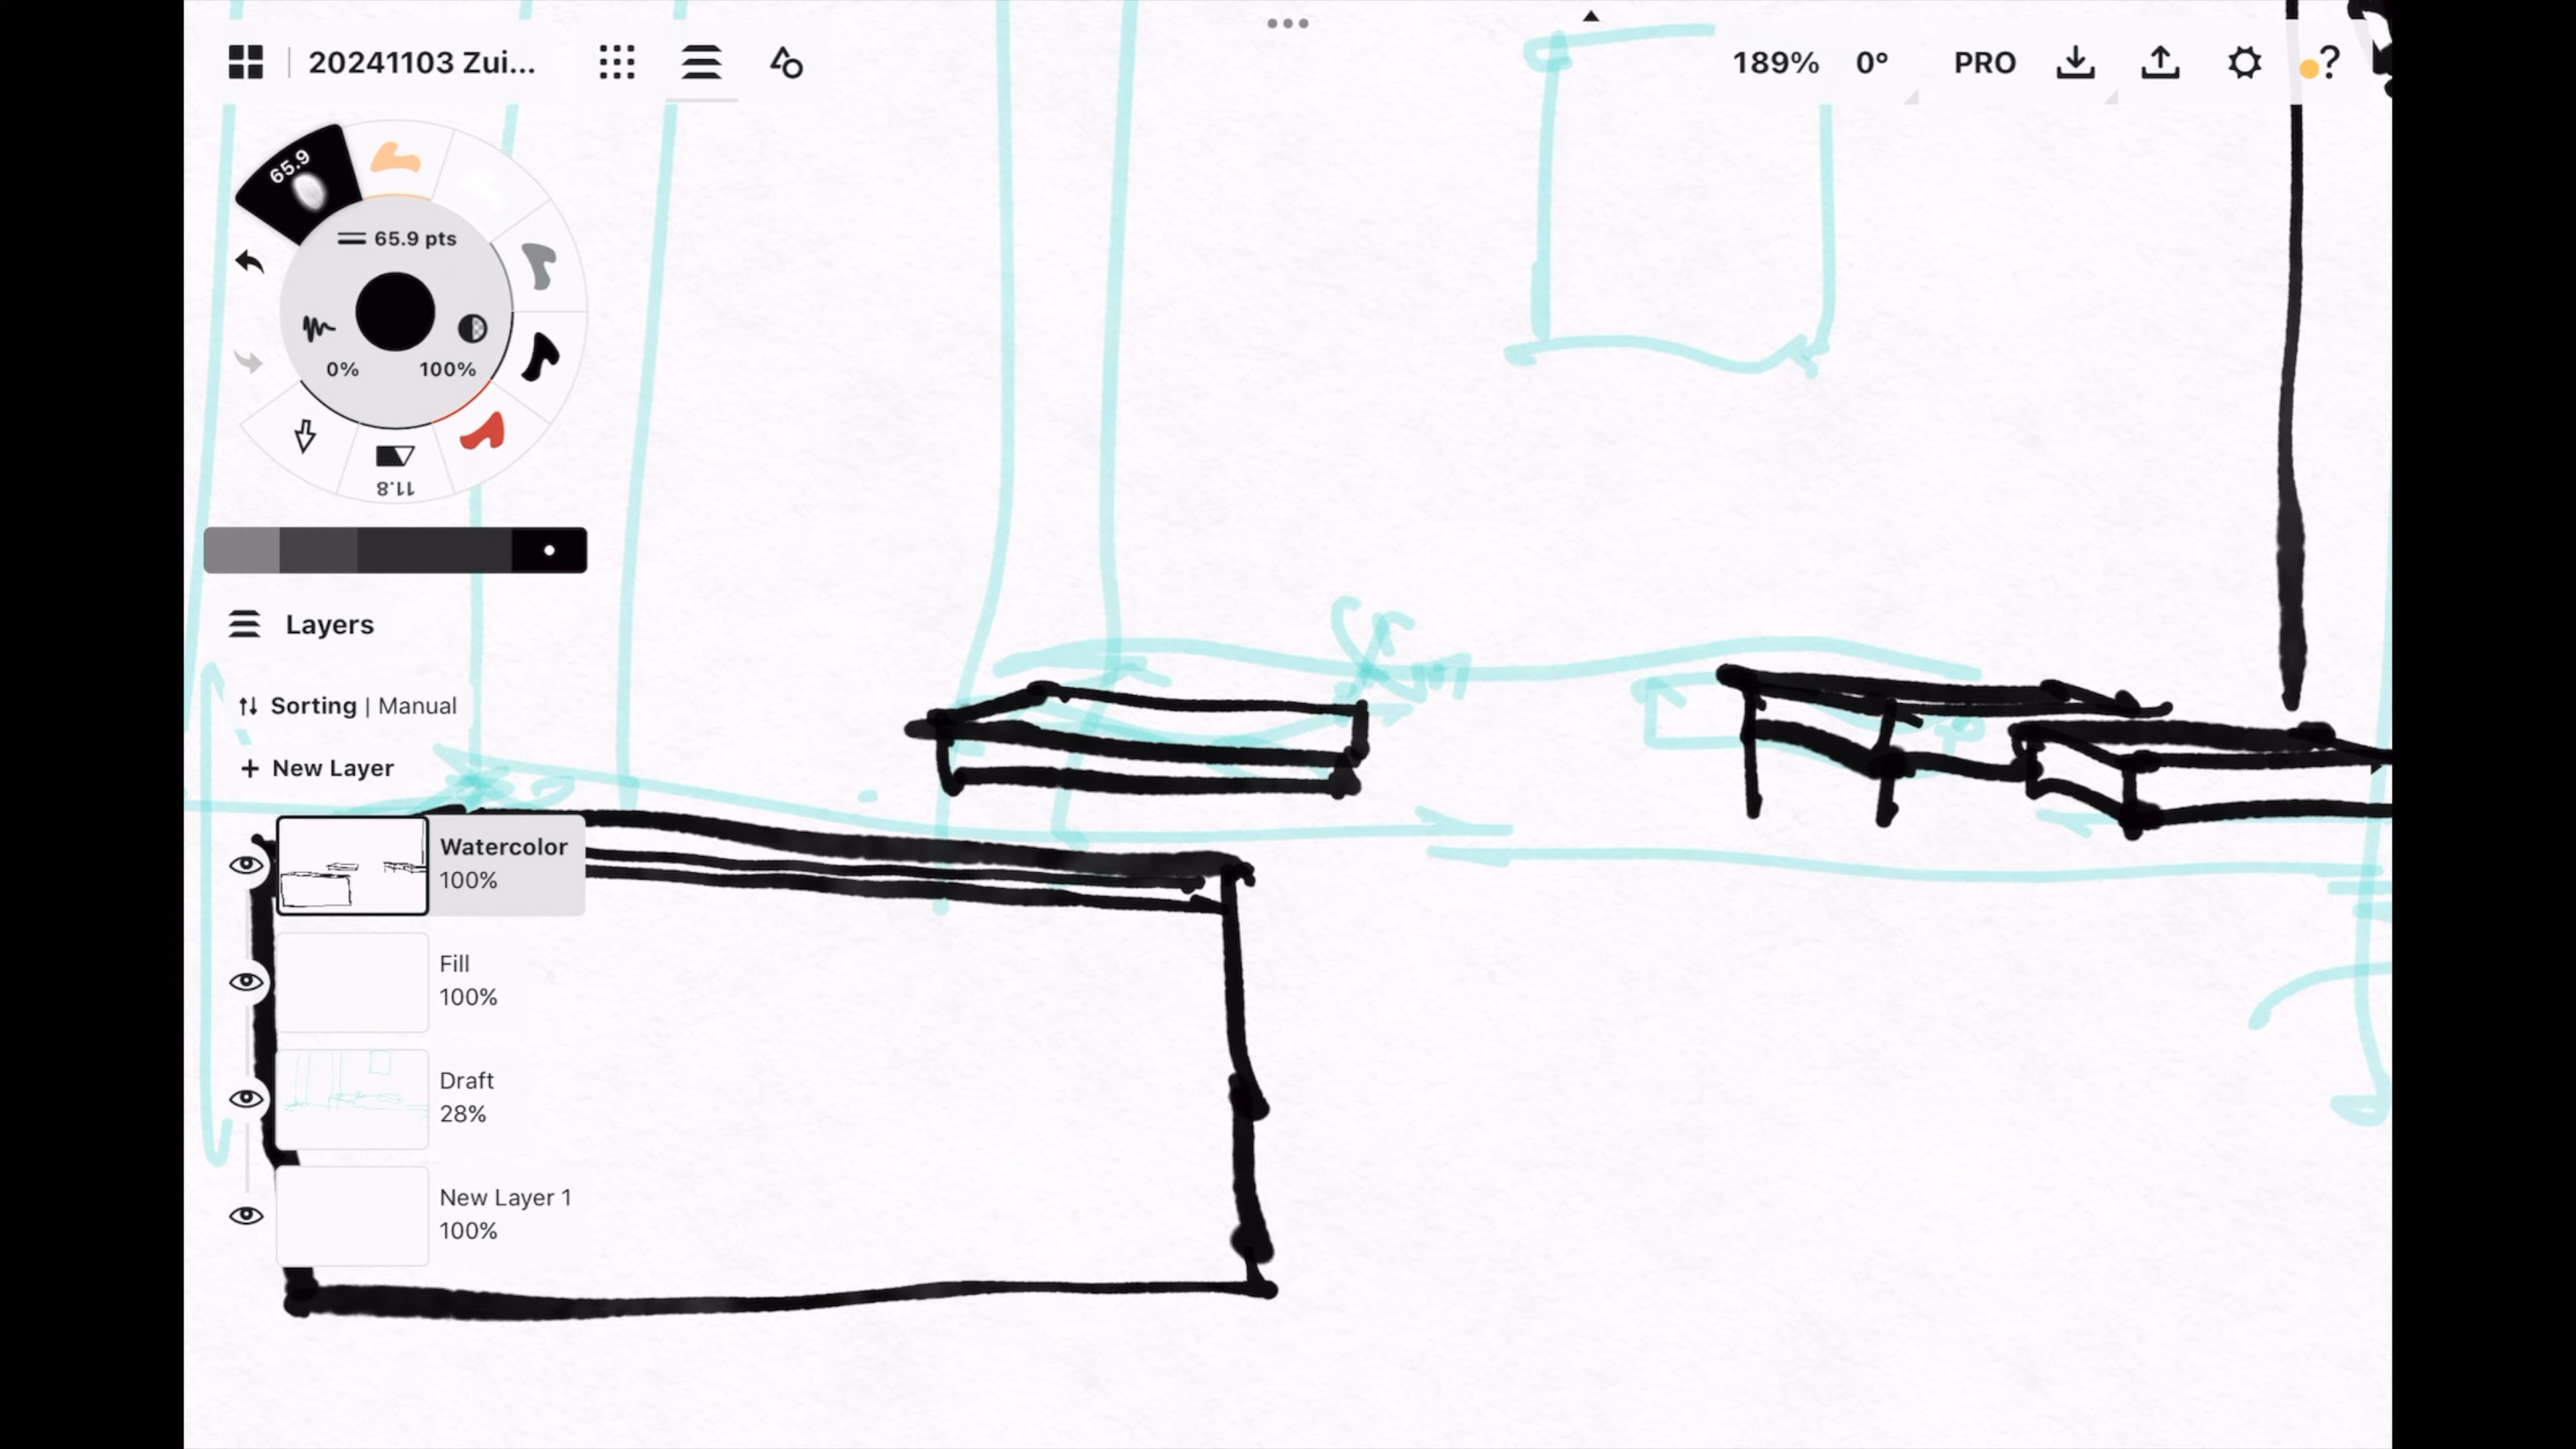 20241103 Zui...
189% 0° PRO ?
65.9
65.9 pts
0% 100%
11.8
Layers
Sorting | Manual
+ New Layer
Watercolor
100%
Fill
100%
Draft
28%
New Layer 1
100%